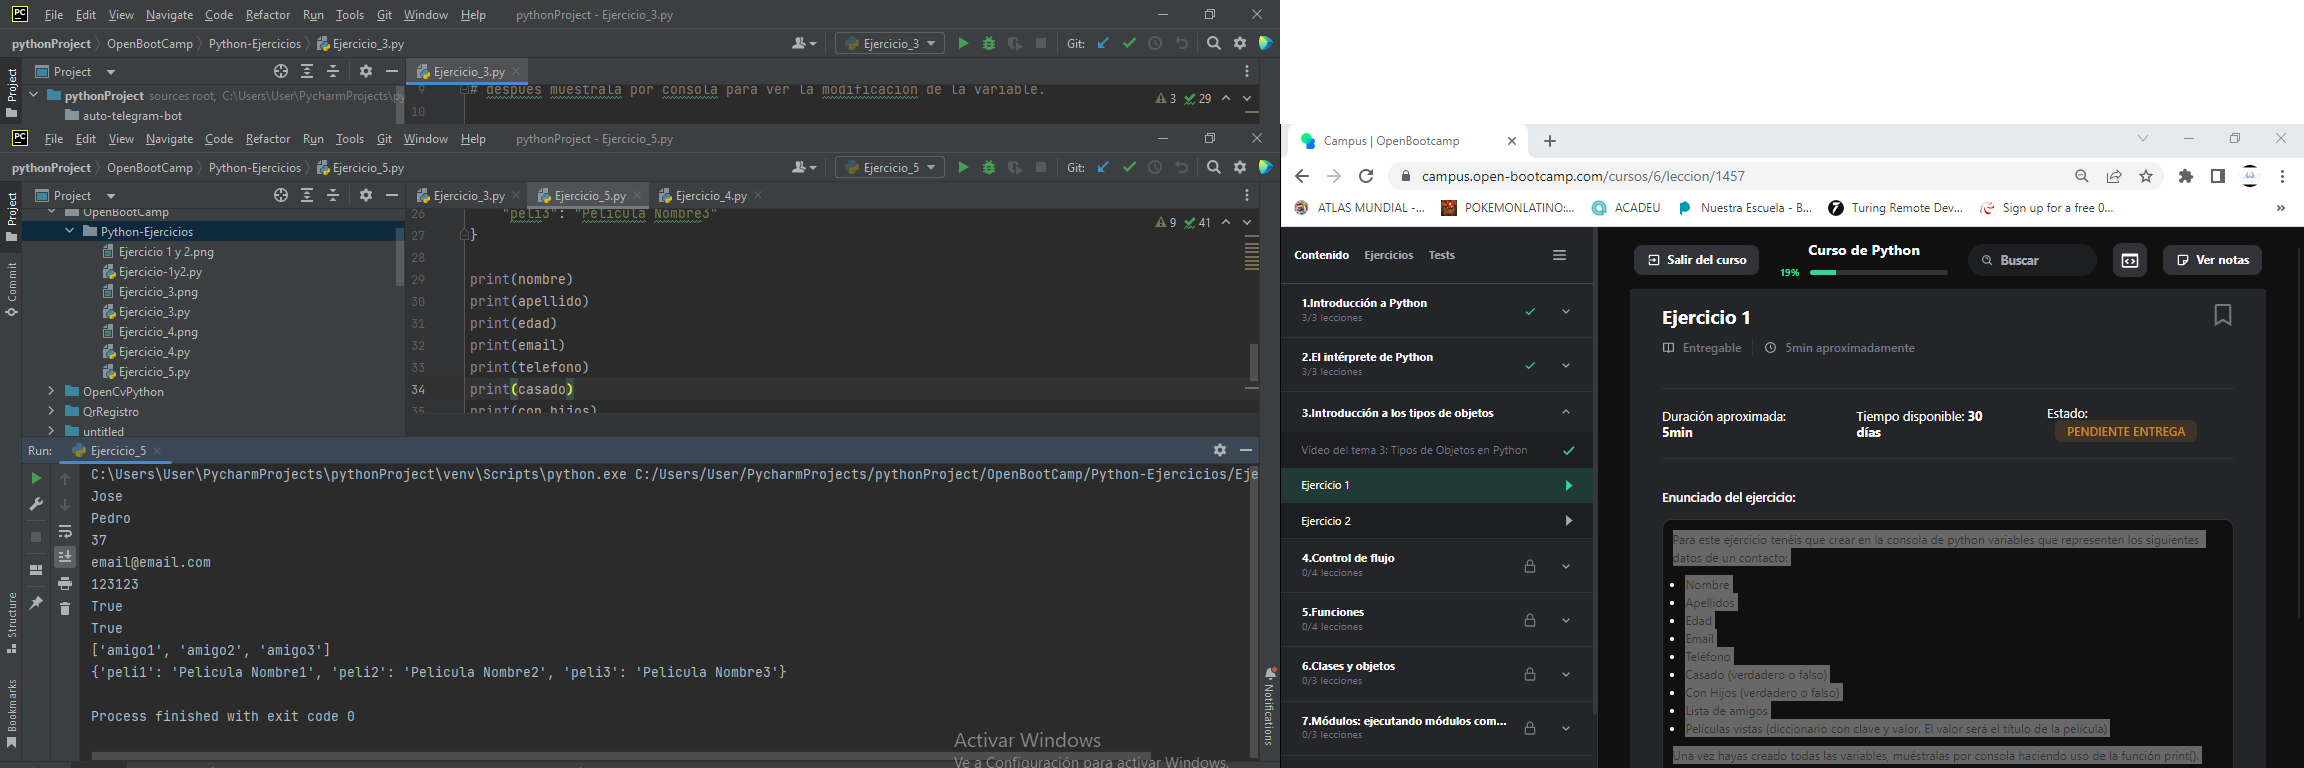 File Edit View Navigate Code Refactor Run Tools Git Window Help pythonProject - Ejercicio_3.py
pythonProject OpenBootCamp Python-Ejercicios Ejercicio_3.py Ejercicio_3 Git:
Project Ejercicio_3.py
Project
pythonProject sources root, C:\Users\User\PycharmProjects\py
auto-telegram-bot
9 # despues muestrala por consola para ver la modificacion de la variable.
10
3 29
File Edit View Navigate Code Refactor Run Tools Git Window Help pythonProject - Ejercicio_5.py
pythonProject OpenBootCamp Python-Ejercicios Ejercicio_5.py Ejercicio_5 Git:
Project Ejercicio_3.py Ejercicio_5.py Ejercicio_4.py
Project
Commit
OpenBootCamp
Python-Ejercicios
Ejercicio 1 y 2.png
Ejercicio-1y2.py
Ejercicio_3.png
Ejercicio_3.py
Ejercicio_4.png
Ejercicio_4.py
Ejercicio_5.py
OpenCvPython
QrRegistro
untitled
26 "peli3": "Pelicula Nombre3"
9 41
27 }
28
29 print(nombre)
30 print(apellido)
31 print(edad)
32 print(email)
33 print(telefono)
34 print(casado)
35 print(con_hijos)
Run: Ejercicio_5
C:\Users\User\PycharmProjects\pythonProject\venv\Scripts\python.exe C:/Users/User/PycharmProjects/pythonProject/OpenBootCamp/Python-Ejercicios/Eje
Jose
Pedro
37
email@email.com
123123
True
True
['amigo1', 'amigo2', 'amigo3']
{'peli1': 'Pelicula Nombre1', 'peli2': 'Pelicula Nombre2', 'peli3': 'Pelicula Nombre3'}
Process finished with exit code 0
Structure
Bookmarks
Notifications
Activar Windows
Ve a Configuración para activar Windows.
Campus | OpenBootcamp
campus.open-bootcamp.com/cursos/6/leccion/1457
ATLAS MUNDIAL -... POKEMONLATINO:... ACADEU Nuestra Escuela - B... Turing Remote Dev... Sign up for a free 0... »
Contenido Ejercicios Tests
1.Introducción a Python
3/3 lecciones
2.El intérprete de Python
3/3 lecciones
3.Introducción a los tipos de objetos
Video del tema 3: Tipos de Objetos en Python
Ejercicio 1
Ejercicio 2
4.Control de flujo
0/4 lecciones
5.Funciones
0/4 lecciones
6.Clases y objetos
0/3 lecciones
7.Módulos: ejecutando módulos com...
0/3 lecciones
Salir del curso
Curso de Python
19%
Buscar
Ver notas
Ejercicio 1
Entregable 5min aproximadamente
Duración aproximada:
5min
Tiempo disponible: 30
días
Estado:
PENDIENTE ENTREGA
Enunciado del ejercicio:
Para este ejercicio tenéis que crear en la consola de python variables que representen los siguientes
datos de un contacto:
Nombre
Apellidos
Edad
Email
Teléfono
Casado (verdadero o falso)
Con Hijos (verdadero o falso)
Lista de amigos
Películas vistas (diccionario con clave y valor. El valor será el título de la película)
Una vez hayas creado todas las variables, muéstralas por consola haciendo uso de la función print().